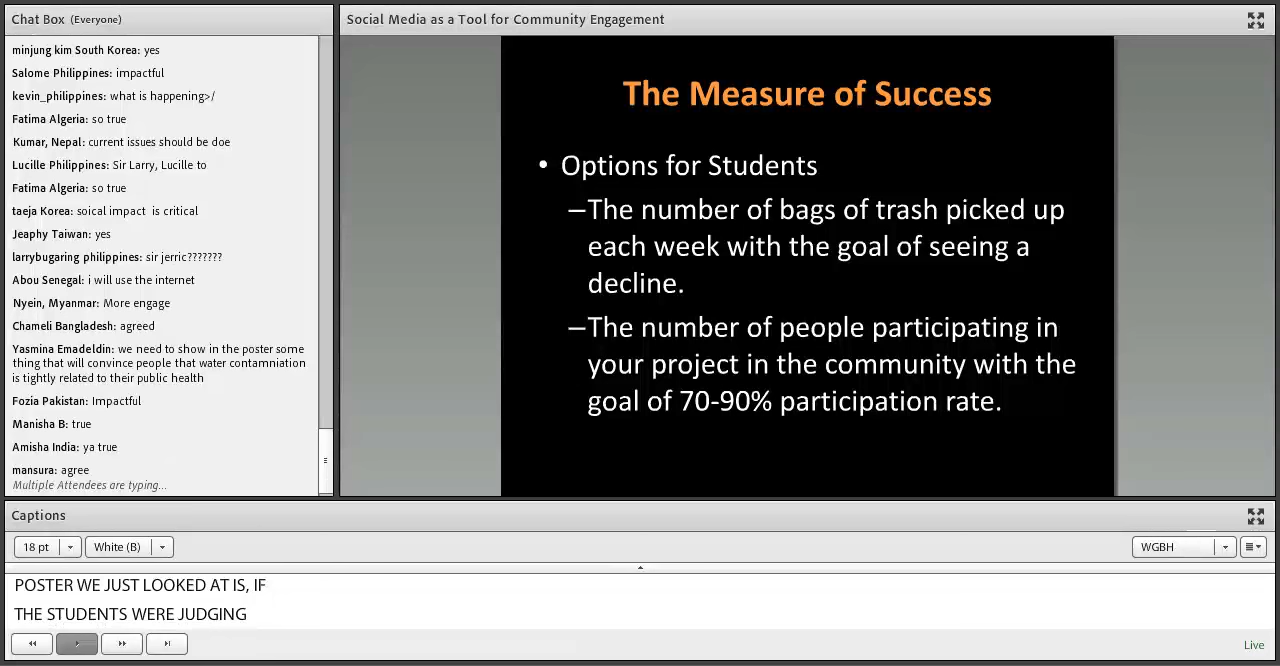 Chat Box (Everyone)
minjung kim South Korea: yes
Salome Philippines: impactful
kevin_philippines: what is happening>/
Fatima Algeria: so true
Kumar, Nepal: current issues should be doe
Lucille Philippines: Sir Larry, Lucille to
Fatima Algeria: so true
taeja Korea: soical impact is critical
Jeaphy Taiwan: yes
larrybugaring philippines: sir jerric???????
Abou Senegal: i will use the internet
Nyein, Myanmar: More engage
Chameli Bangladesh: agreed
Yasmina Emadeldin: we need to show in the poster some
thing that will convince people that water contamniation
is tightly related to their public health
Fozia Pakistan: Impactful
Manisha B: true
Amisha India: ya true
mansura: agree
Multiple Attendees are typing...
Social Media as a Tool for Community Engagement
The Measure of Success
• Options for Students
–The number of bags of trash picked up
each week with the goal of seeing a
decline.
–The number of people participating in
your project in the community with the
goal of 70-90% participation rate.
Captions
18 pt
White (B)
WGBH
POSTER WE JUST LOOKED AT IS, IF
THE STUDENTS WERE JUDGING
Live